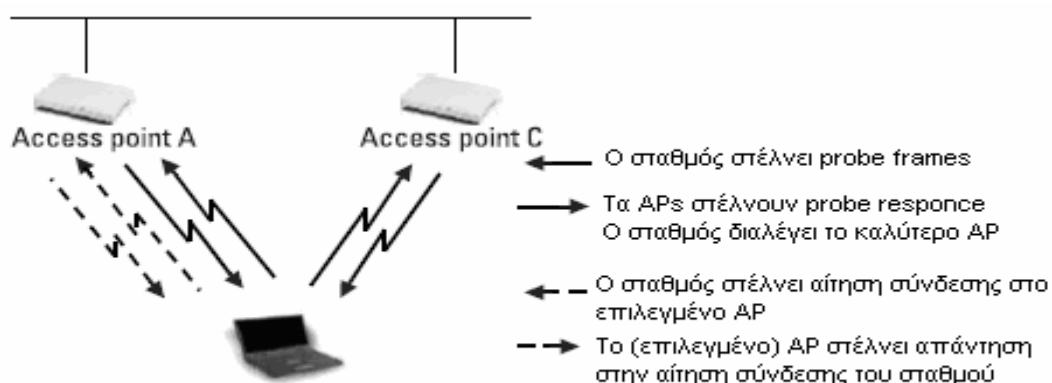 Access point A
Access point C
Ο σταθμός στέλνει probe frames
Τα APs στέλνουν probe responce
Ο σταθμός διαλέγει το καλύτερο AP
Ο σταθμός στέλνει αίτηση σύνδεσης στο
επιλεγμένο AP
Το (επιλεγμένο) AP στέλνει απάντηση
στην αίτηση σύνδεσης του σταθμού